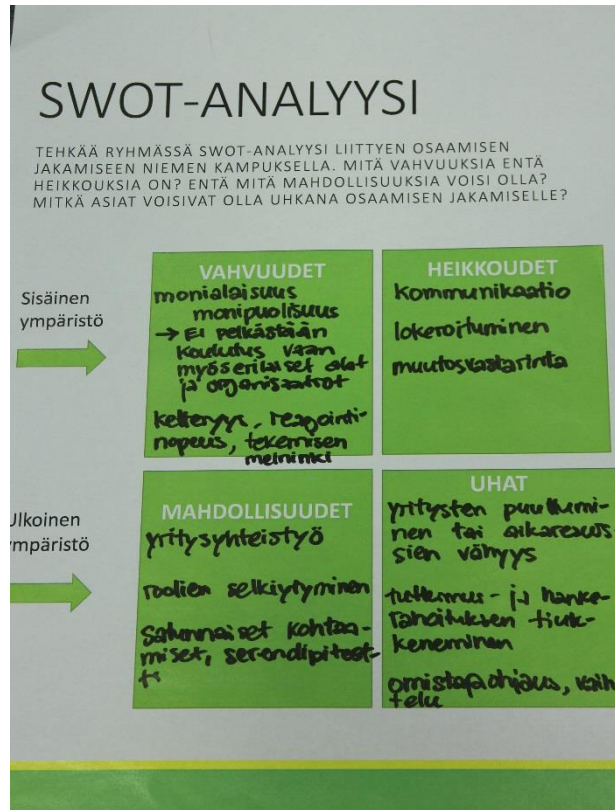 SWOT-ANALYYSI
TEHKÄÄ RYHMÄSSÄ SWOT-ANALYYSI LIITTYEN OSAAMISEN
JAKAMISEEN NIEMEN KAMPUKSELLA. MITÄ VAHVUUKSIA ENTÄ
HEIKKOUKSIA ON? ENTÄ MITÄ MAHDOLLISUUKSIA VOISI OLLA?
MITKÄ ASIAT VOISIVAT OLLA UHKANA OSAAMISEN JAKAMISELLE?
Sisäinen
ympäristö
VAHVUUDET
monialaisuus
monipuolisuus
→ Ei pelkästään
koulutus vaan
myös erilaiset alat
ja organisaatiot
ketteryys, reagointi-
nopeus, tekemisen
meininki
HEIKKOUDET
kommunikaatio
lokeroituminen
muutosvastarinta
Ulkoinen
ympäristö
MAHDOLLISUUDET
yritysyhteistyö
roolien selkiytyminen
satunnaiset kohtaa-
miset, serendipiteet-
ti
UHAT
yritysten puuttumi-
nen tai aikaresurs
sien vähyys
tutkimus- ja hanke-
rahoituksen tiuk-
keneminen
omistajaohjaus, vaih
telu